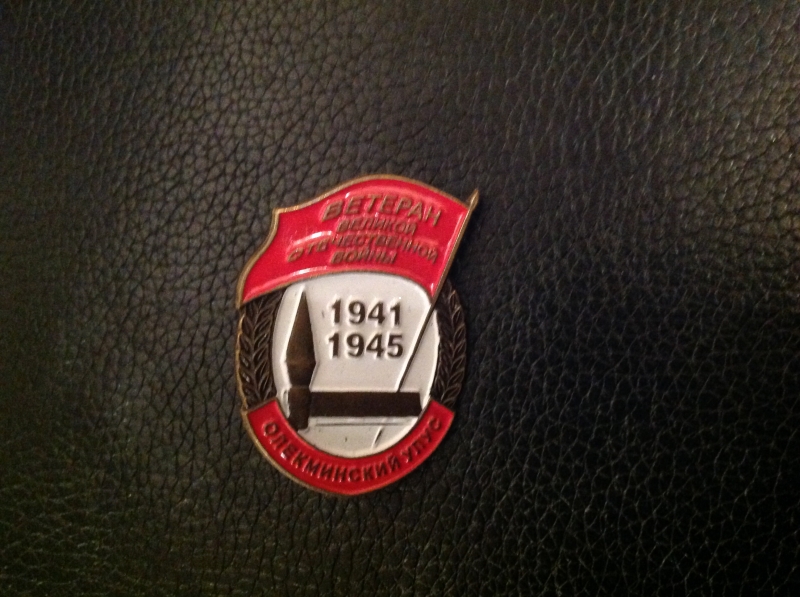 ВЕТЕРАН
ВЕЛИКОЙ
ОТЕЧЕСТВЕННОЙ
ВОЙНЫ
1941
1945
ОЛЕКМИНСКИЙ УЛУС